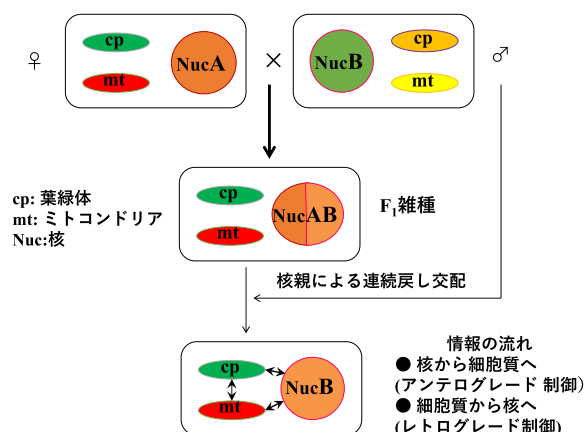 ♀ cp mt NucA × NucB cp mt ♂
cp mt NucAB F1雑種
cp: 葉緑体
mt: ミトコンドリア
Nuc:核
核親による連続戻し交配
cp mt NucB
情報の流れ
● 核から細胞質へ
(アンテログレード 制御)
● 細胞質から核へ
(レトログレード制御)